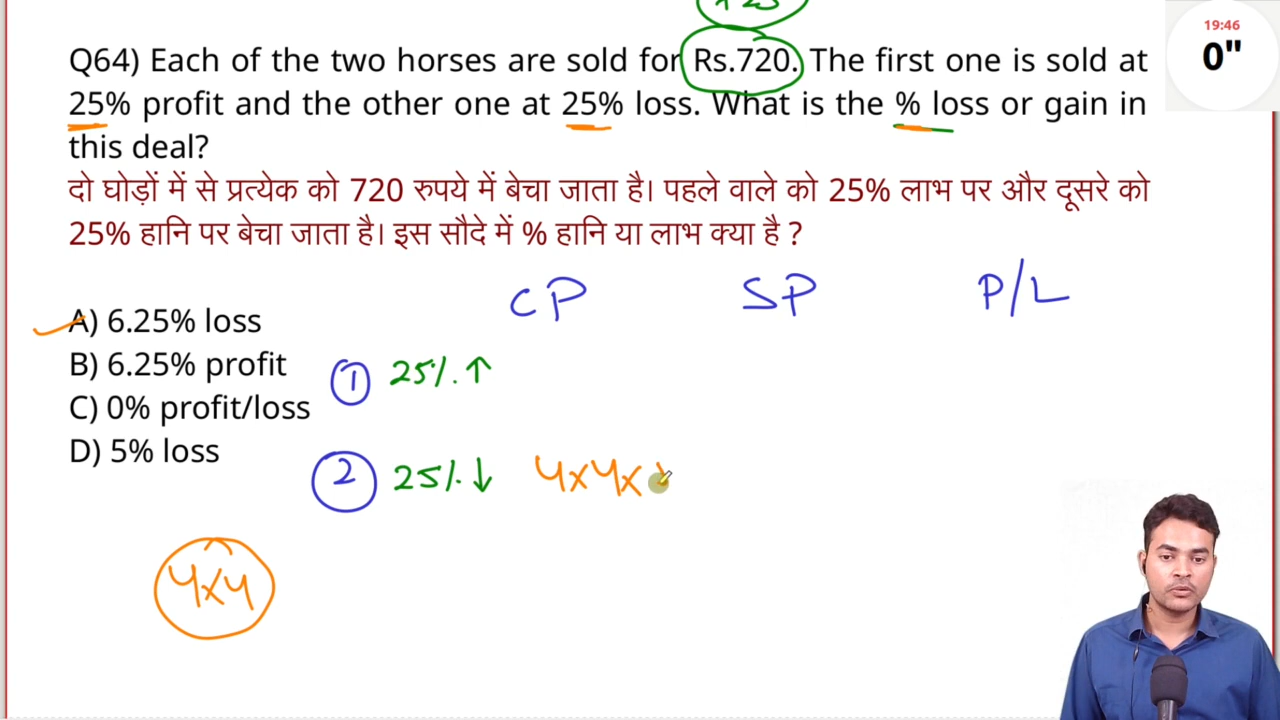 +25
19:46
0"
Q64) Each of the two horses are sold for Rs.720. The first one is sold at
25% profit and the other one at 25% loss. What is the % loss or gain in
this deal?
दो घोड़ों में से प्रत्येक को 720 रुपये में बेचा जाता है। पहले वाले को 25% लाभ पर और दूसरे को
25% हानि पर बेचा जाता है। इस सौदे में % हानि या लाभ क्या है ?
CP SP P/L
A) 6.25% loss
B) 6.25% profit
C) 0% profit/loss
D) 5% loss
1 25% ↑
2 25% ↓ 4x4x
4x4